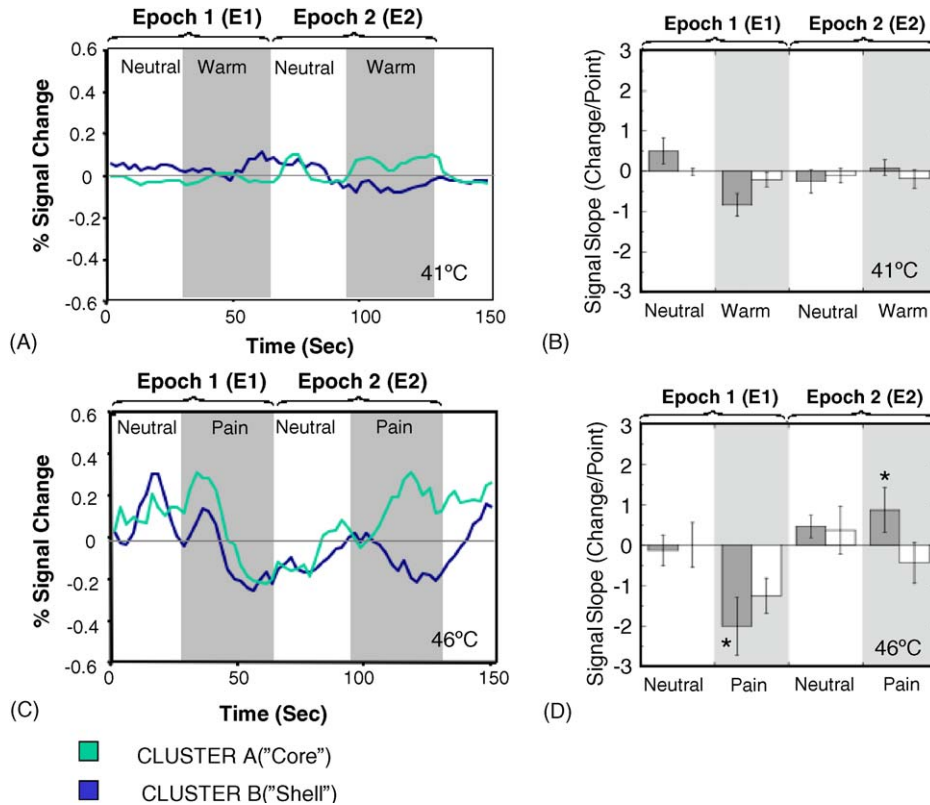 Epoch 1 (E1) Epoch 2 (E2)
Neutral Warm Neutral Warm
% Signal Change
0.6
0.4
0.2
0
-0.2
-0.4
-0.6
41ºC
0 50 100 150
Time (Sec)
(A)
Epoch 1 (E1) Epoch 2 (E2)
Signal Slope (Change/Point)
3
2
1
0
-1
-2
-3
41ºC
Neutral Warm Neutral Warm
(B)
Epoch 1 (E1) Epoch 2 (E2)
Neutral Pain Neutral Pain
% Signal Change
0.6
0.4
0.2
0
-0.2
-0.4
-0.6
46ºC
0 50 100 150
Time (Sec)
(C)
Epoch 1 (E1) Epoch 2 (E2)
Signal Slope (Change/Point)
3
2
1
0
-1
-2
-3
*
*
46ºC
Neutral Pain Neutral Pain
(D)
CLUSTER A("Core")
CLUSTER B("Shell")